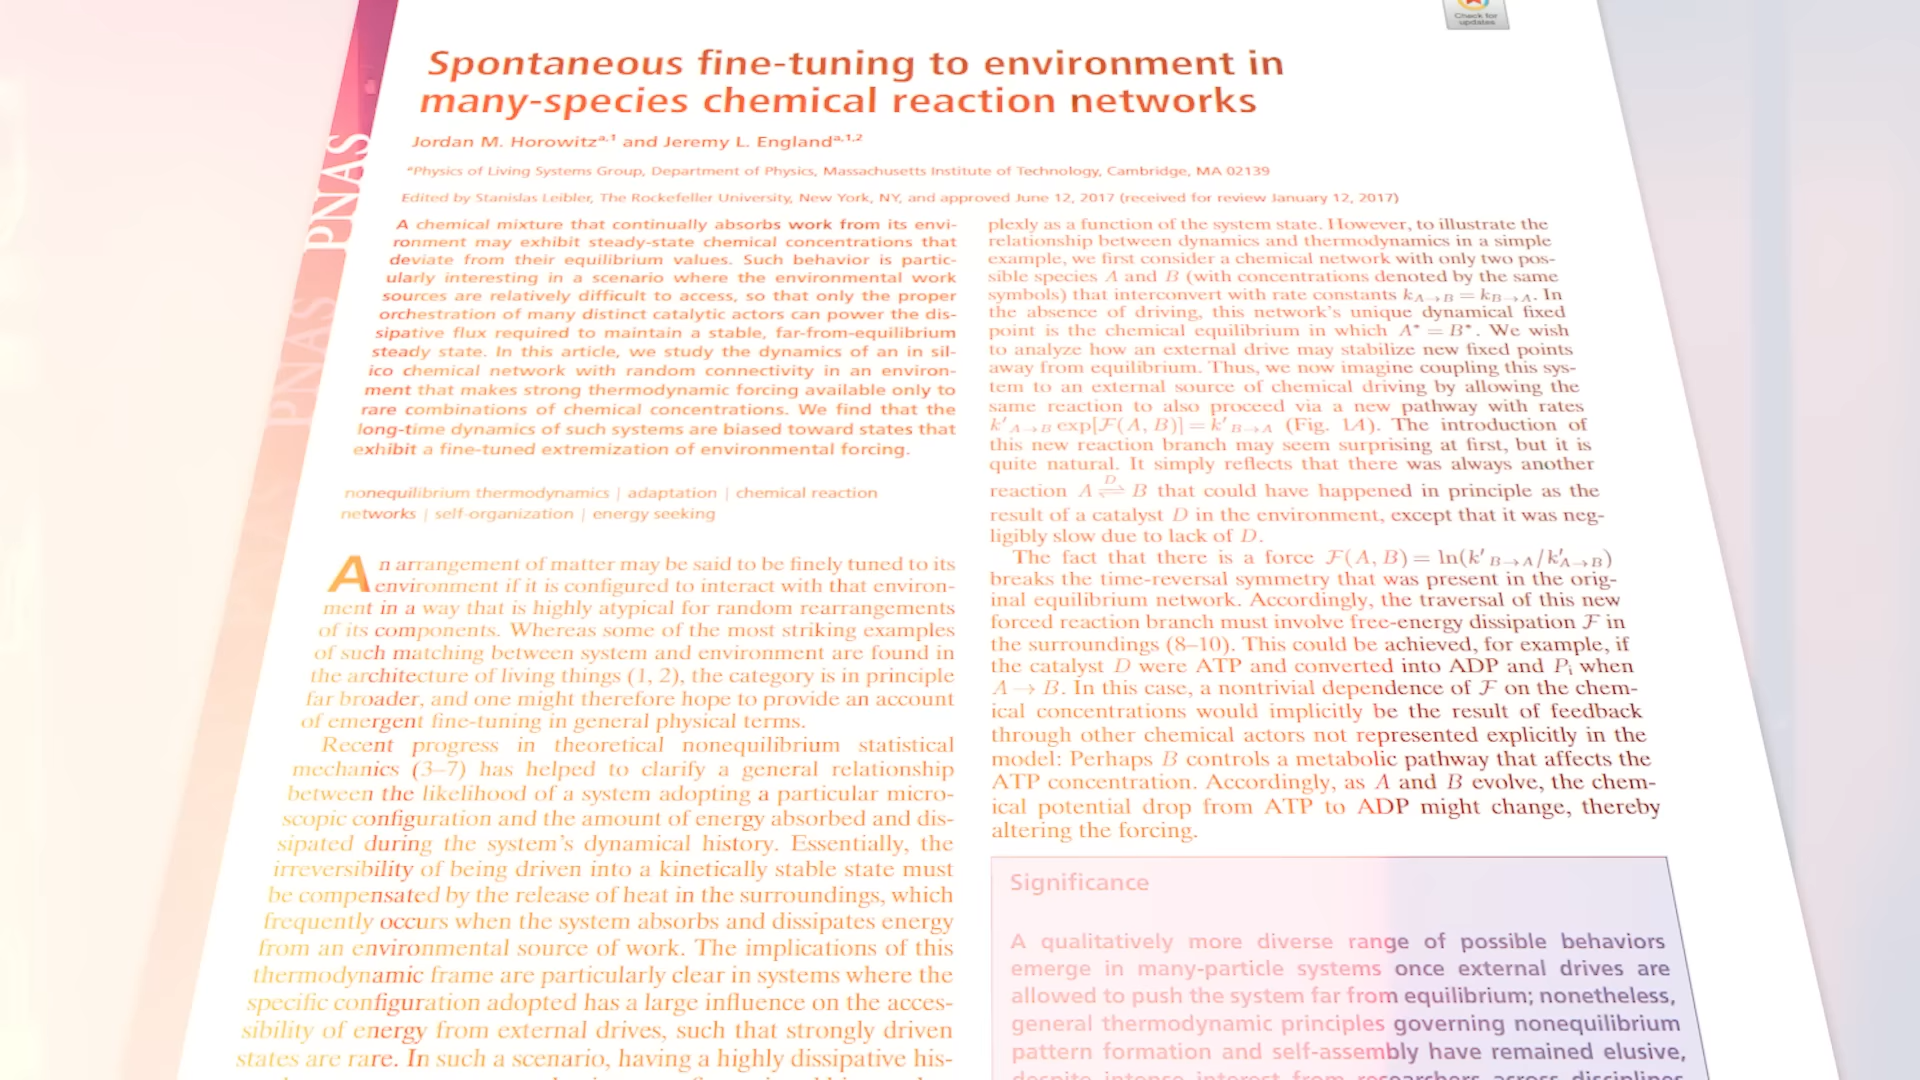 Check for
updates
Spontaneous fine-tuning to environment in
many-species chemical reaction networks
Jordan M. Horowitzᵃ,¹ and Jeremy L. Englandᵃ,¹,²
ᵃPhysics of Living Systems Group, Department of Physics, Massachusetts Institute of Technology, Cambridge, MA 02139
Edited by Stanislas Leibler, The Rockefeller University, New York, NY, and approved June 12, 2017 (received for review January 12, 2017)
PNAS
PNAS
A chemical mixture that continually absorbs work from its envi-
ronment may exhibit steady-state chemical concentrations that
deviate from their equilibrium values. Such behavior is partic-
ularly interesting in a scenario where the environmental work
sources are relatively difficult to access, so that only the proper
orchestration of many distinct catalytic actors can power the dis-
sipative flux required to maintain a stable, far-from-equilibrium
steady state. In this article, we study the dynamics of an in sil-
ico chemical network with random connectivity in an environ-
ment that makes strong thermodynamic forcing available only to
rare combinations of chemical concentrations. We find that the
long-time dynamics of such systems are biased toward states that
exhibit a fine-tuned extremization of environmental forcing.
nonequilibrium thermodynamics | adaptation | chemical reaction
networks | self-organization | energy seeking
An arrangement of matter may be said to be finely tuned to its
environment if it is configured to interact with that environ-
ment in a way that is highly atypical for random rearrangements
of its components. Whereas some of the most striking examples
of such matching between system and environment are found in
the architecture of living things (1, 2), the category is in principle
far broader, and one might therefore hope to provide an account
of emergent fine-tuning in general physical terms.
Recent progress in theoretical nonequilibrium statistical
mechanics (3–7) has helped to clarify a general relationship
between the likelihood of a system adopting a particular micro-
scopic configuration and the amount of energy absorbed and dis-
sipated during the system's dynamical history. Essentially, the
irreversibility of being driven into a kinetically stable state must
be compensated by the release of heat in the surroundings, which
frequently occurs when the system absorbs and dissipates energy
from an environmental source of work. The implications of this
thermodynamic frame are particularly clear in systems where the
specific configuration adopted has a large influence on the acces-
sibility of energy from external drives, such that strongly driven
states are rare. In such a scenario, having a highly dissipative his-
plexly as a function of the system state. However, to illustrate the
relationship between dynamics and thermodynamics in a simple
example, we first consider a chemical network with only two pos-
sible species A and B (with concentrations denoted by the same
symbols) that interconvert with rate constants k_A→B = k_B→A. In
the absence of driving, this network's unique dynamical fixed
point is the chemical equilibrium in which A* = B*. We wish
to analyze how an external drive may stabilize new fixed points
away from equilibrium. Thus, we now imagine coupling this sys-
tem to an external source of chemical driving by allowing the
same reaction to also proceed via a new pathway with rates
k′_A→B exp[F(A, B)] = k′_B→A (Fig. 1A). The introduction of
this new reaction branch may seem surprising at first, but it is
quite natural. It simply reflects that there was always another
reaction A ⇌ᴰ B that could have happened in principle as the
result of a catalyst D in the environment, except that it was neg-
ligibly slow due to lack of D.
The fact that there is a force F(A, B) = ln(k′_B→A/k′_A→B)
breaks the time-reversal symmetry that was present in the orig-
inal equilibrium network. Accordingly, the traversal of this new
forced reaction branch must involve free-energy dissipation F in
the surroundings (8–10). This could be achieved, for example, if
the catalyst D were ATP and converted into ADP and Pᵢ when
A → B. In this case, a nontrivial dependence of F on the chem-
ical concentrations would implicitly be the result of feedback
through other chemical actors not represented explicitly in the
model: Perhaps B controls a metabolic pathway that affects the
ATP concentration. Accordingly, as A and B evolve, the chem-
ical potential drop from ATP to ADP might change, thereby
altering the forcing.
Significance
A qualitatively more diverse range of possible behaviors
emerge in many-particle systems once external drives are
allowed to push the system far from equilibrium; nonetheless,
general thermodynamic principles governing nonequilibrium
pattern formation and self-assembly have remained elusive,
despite intense interest from researchers across disciplines